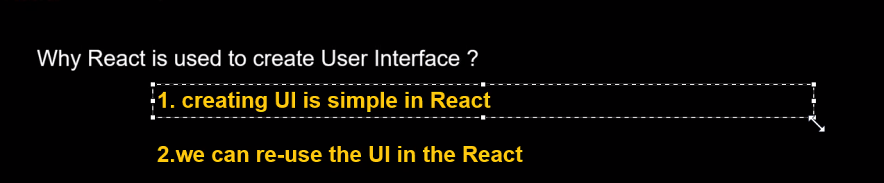 Why React is used to create User Interface ?
1. creating UI is simple in React
2.we can re-use the UI in the React